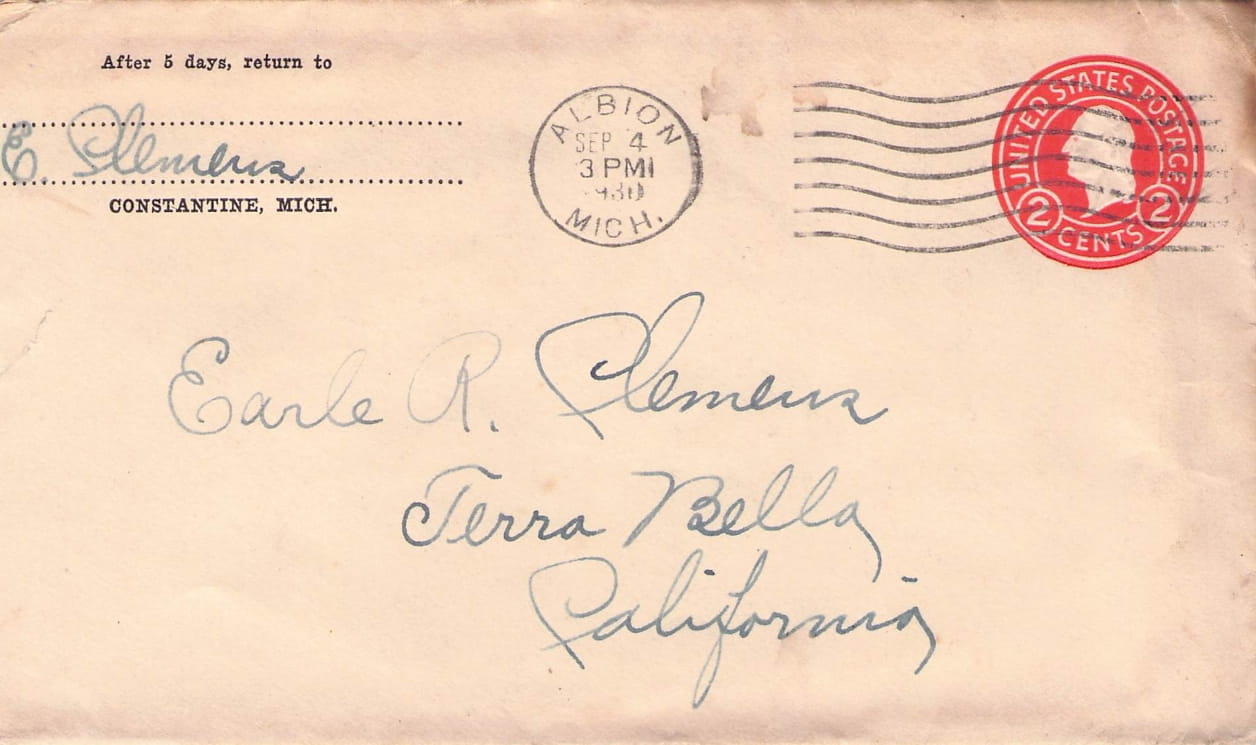 After 5 days, return to
E. Clemens
CONSTANTINE, MICH.
ALBION
SEP 4
3 PM
1930
MICH.
UNITED STATES POSTAGE
2 CENTS 2
Earle R. Clemens
Terra Bella,
California,